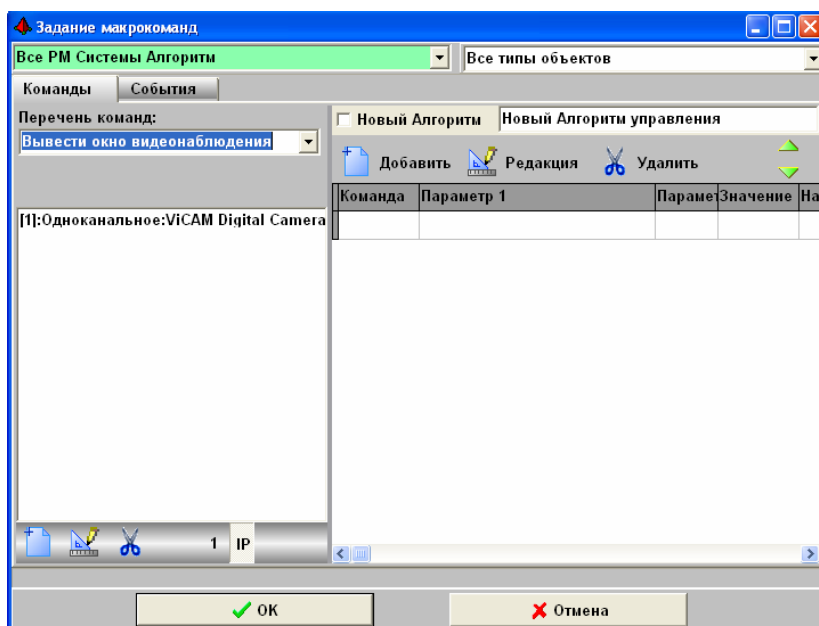 Задание макрокоманд
Все РМ Системы Алгоритм
Все типы объектов
Команды
События
Перечень команд:
Вывести окно видеонаблюдения
Новый Алгоритм
Новый Алгоритм управления
Добавить
Редакция
Удалить
Команда
Параметр 1
Парамет
Значение
На
[1]:Одноканальное:ViCAM Digital Camera
1
IP
OK
Отмена